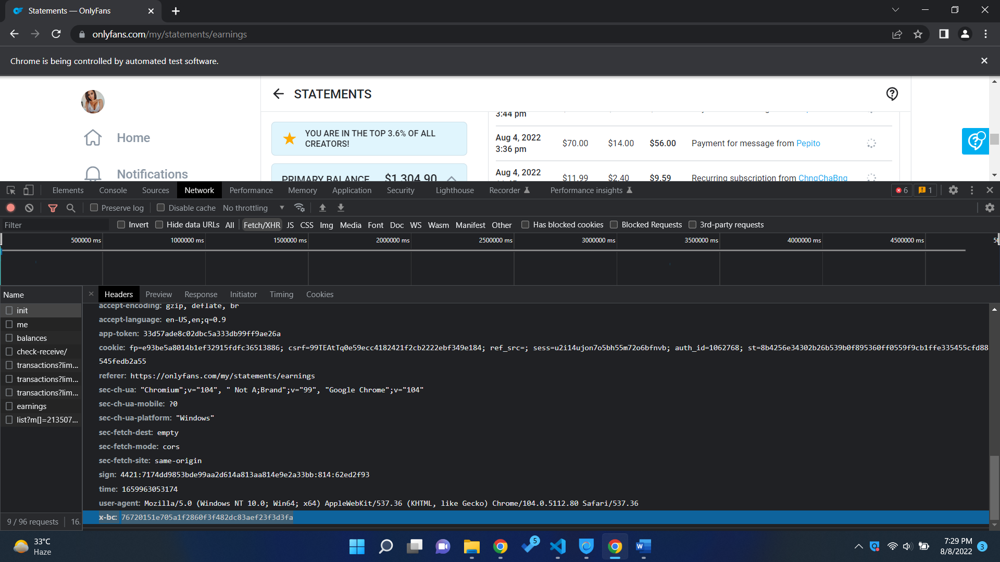 Statements — OnlyFans
onlyfans.com/my/statements/earnings
Chrome is being controlled by automated test software.
Home
Notifications
STATEMENTS
YOU ARE IN THE TOP 3.6% OF ALL
CREATORS!
PRIMARY BALANCE $1,304.90
3:44 pm
Aug 4, 2022
3:36 pm
$70.00 $14.00 $56.00 Payment for message from Pepito
Aug 4, 2022
$11.99 $2.40 $9.59 Recurring subscription from ChngChaBng
Elements Console Sources Network Performance Memory Application Security Lighthouse Recorder Performance insights 6 1
Preserve log Disable cache No throttling
Filter Invert Hide data URLs All Fetch/XHR JS CSS Img Media Font Doc WS Wasm Manifest Other Has blocked cookies Blocked Requests 3rd-party requests
500000 ms 1000000 ms 1500000 ms 2000000 ms 2500000 ms 3000000 ms 3500000 ms 4000000 ms 4500000 ms
Name
init
me
balances
check-receive/
transactions?lim...
transactions?lim...
transactions?lim...
earnings
list?m[]=213507...
9 / 96 requests 16.
Headers Preview Response Initiator Timing Cookies
accept-encoding: gzip, deflate, br
accept-language: en-US,en;q=0.9
app-token: 33d57ade8c02dbc5a333db99ff9ae26a
cookie: fp=e93be5a8014b1ef32915fdfc36513886; csrf=99TEAtTq0e59ecc4182421f2cb2222ebf349e184; ref_src=; sess=u2i14ujon7o5bh55m72o6bfnvb; auth_id=1062768; st=8b4256e34302b26b539b0f895360ff0559f9cb1ffe335455cfd88
545fedb2a55
referer: https://onlyfans.com/my/statements/earnings
sec-ch-ua: "Chromium";v="104", " Not A;Brand";v="99", "Google Chrome";v="104"
sec-ch-ua-mobile: ?0
sec-ch-ua-platform: "Windows"
sec-fetch-dest: empty
sec-fetch-mode: cors
sec-fetch-site: same-origin
sign: 4421:7174dd9853bde99aa2d614a813aa814e9e2a33bb:814:62ed2f93
time: 1659963053174
user-agent: Mozilla/5.0 (Windows NT 10.0; Win64; x64) AppleWebKit/537.36 (KHTML, like Gecko) Chrome/104.0.5112.80 Safari/537.36
x-bc: 76720151e705a1f2860f3f482dc83aef23f3d3fa
33°C
Haze
5
7:29 PM
8/8/2022
3